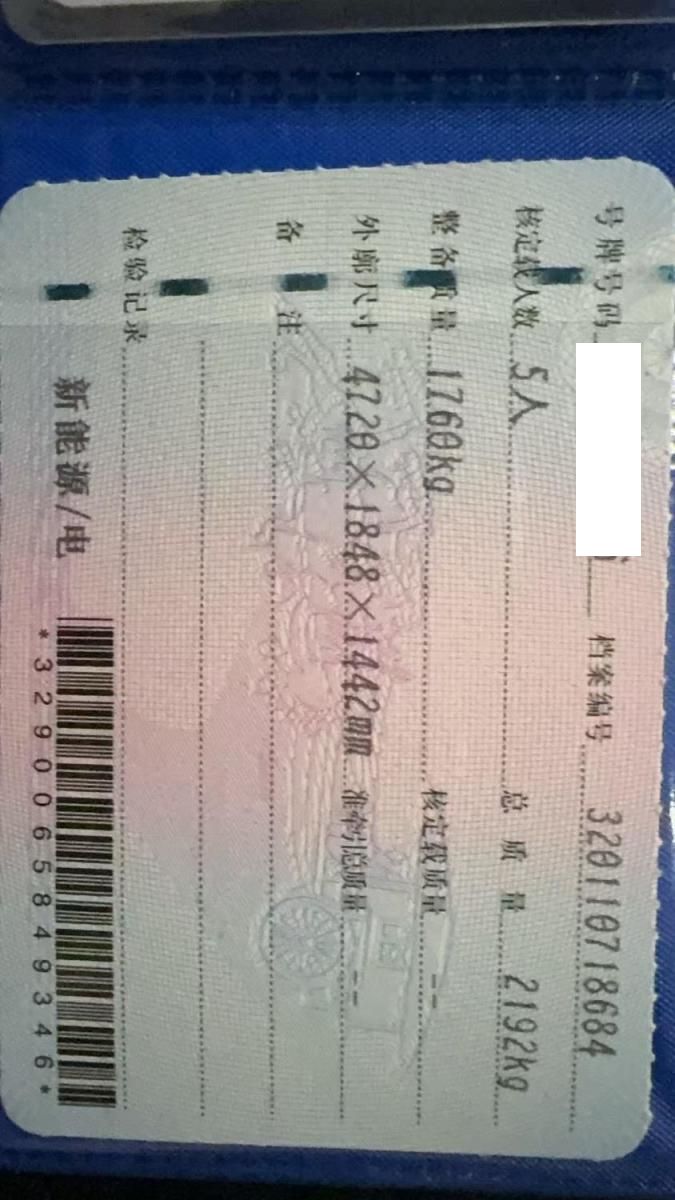 号牌号码 档案编号 320110718684
核定载人数 5人 总质量 2192kg
整备质量 1760kg 核定载质量 --
外廓尺寸 4720×1848×1442mm 准牵引总质量 --
备注
检验记录
新能源/电
*3290065849346*